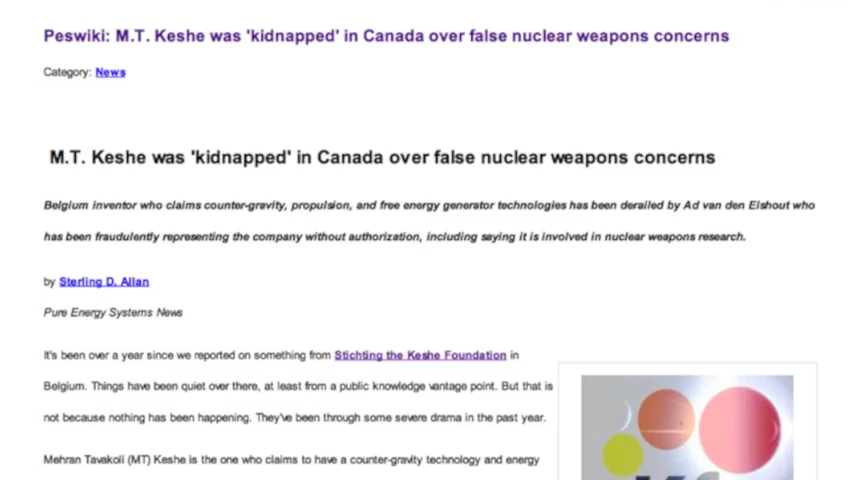 Peswiki: M.T. Keshe was 'kidnapped' in Canada over false nuclear weapons concerns
Category: News
M.T. Keshe was 'kidnapped' in Canada over false nuclear weapons concerns
Belgium inventor who claims counter-gravity, propulsion, and free energy generator technologies has been derailed by Ad van den Elshout who
has been fraudulently representing the company without authorization, including saying it is involved in nuclear weapons research.
by Sterling D. Allan
Pure Energy Systems News
It's been over a year since we reported on something from Stichting the Keshe Foundation in
Belgium. Things have been quiet over there, at least from a public knowledge vantage point. But that is
not because nothing has been happening. They've been through some severe drama in the past year.
Mehran Tavakoli (MT) Keshe is the one who claims to have a counter-gravity technology and energy